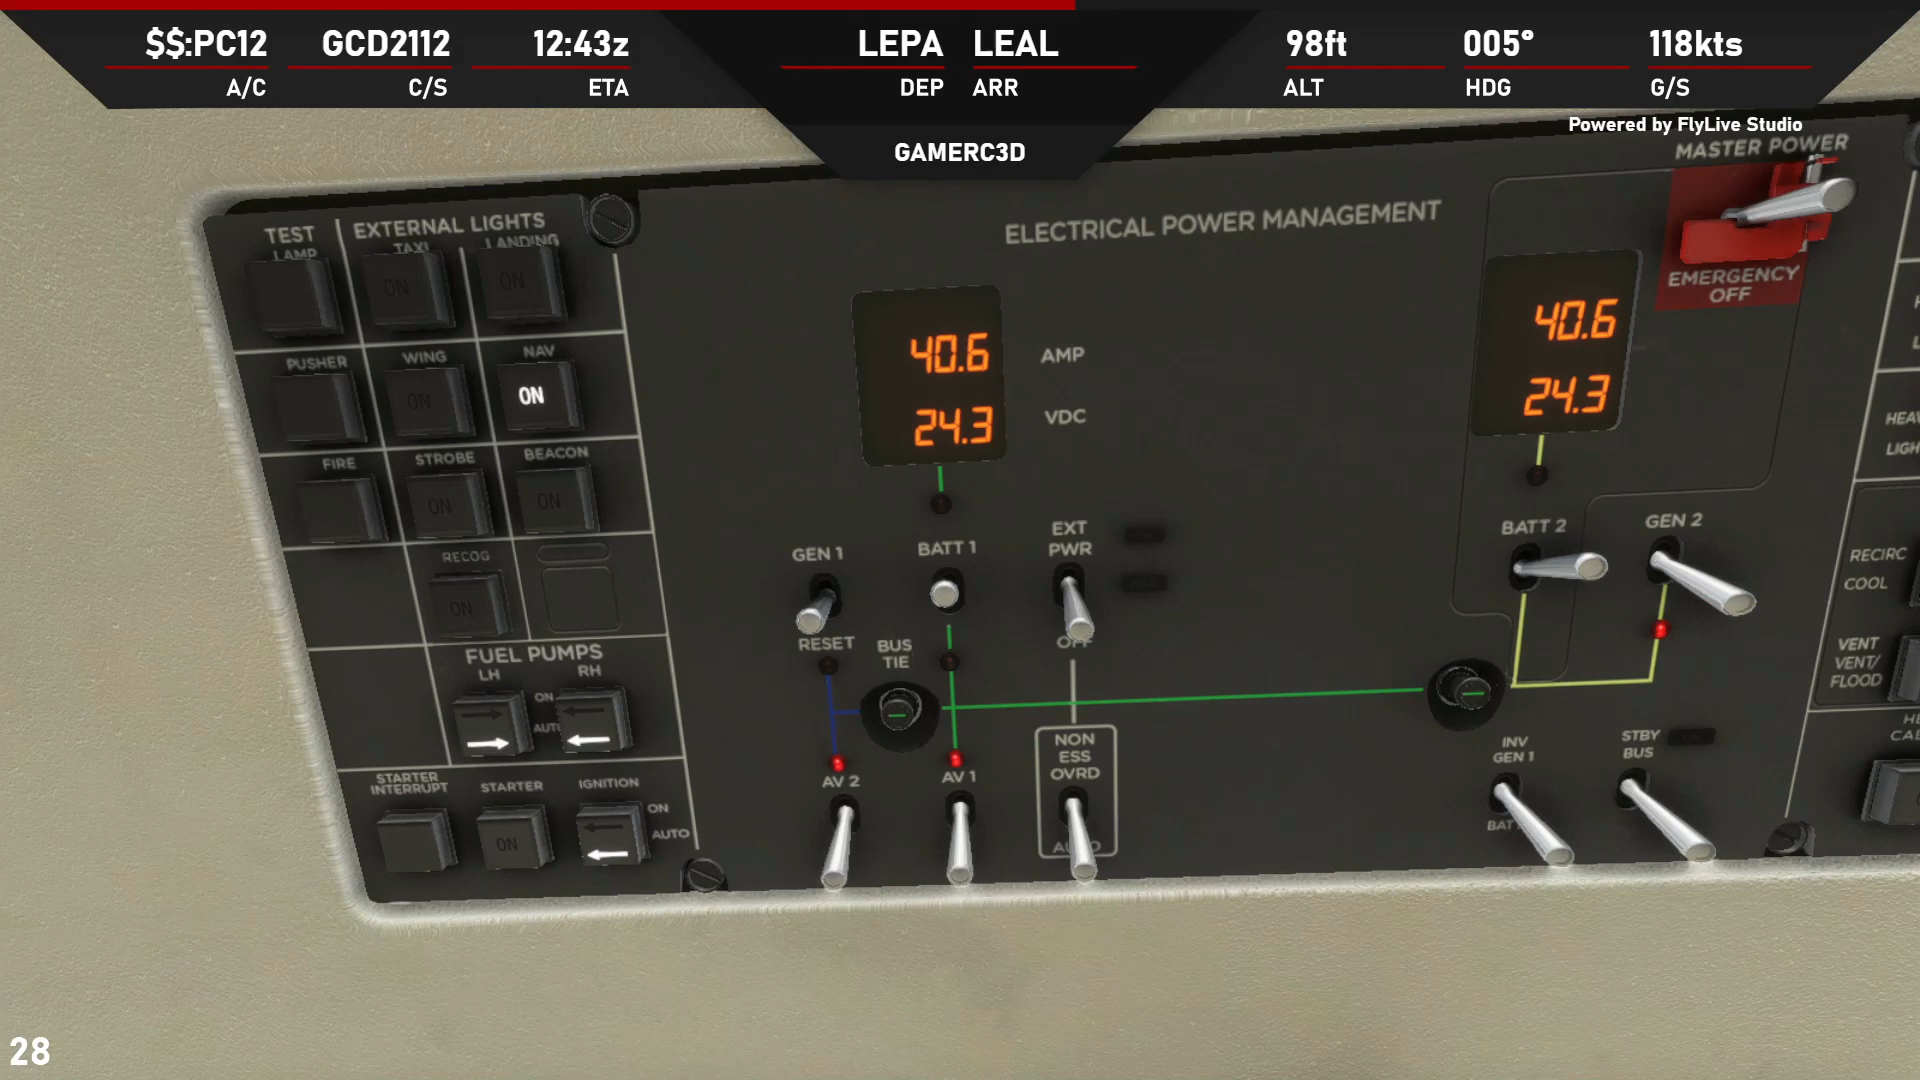 $$:PC12 GCD2112 12:43z LEPA LEAL 98ft 005° 118kts
A/C C/S ETA DEP ARR ALT HDG G/S
Powered by FlyLive Studio
GAMERC3D
MASTER POWER
EMERGENCY
OFF
ELECTRICAL POWER MANAGEMENT
TEST EXTERNAL LIGHTS
LAMP TAXI LANDING
ON ON
PUSHER WING NAV
ON ON
FIRE STROBE BEACON
ON ON
RECOG
ON
FUEL PUMPS
LH RH
ON
AUTO
STARTER
INTERRUPT STARTER IGNITION
ON
ON
AUTO
40.6 AMP
24.3 VDC
40.6
24.3
GEN 1 BATT 1 EXT
PWR
RESET OFF
BUS
TIE
AV 2 AV 1
NON
ESS
OVRD
AUTO
BATT 2 GEN 2
INV
GEN 1
BATT
STBY
BUS
RECIRC
COOL
VENT
VENT/
FLOOD
28